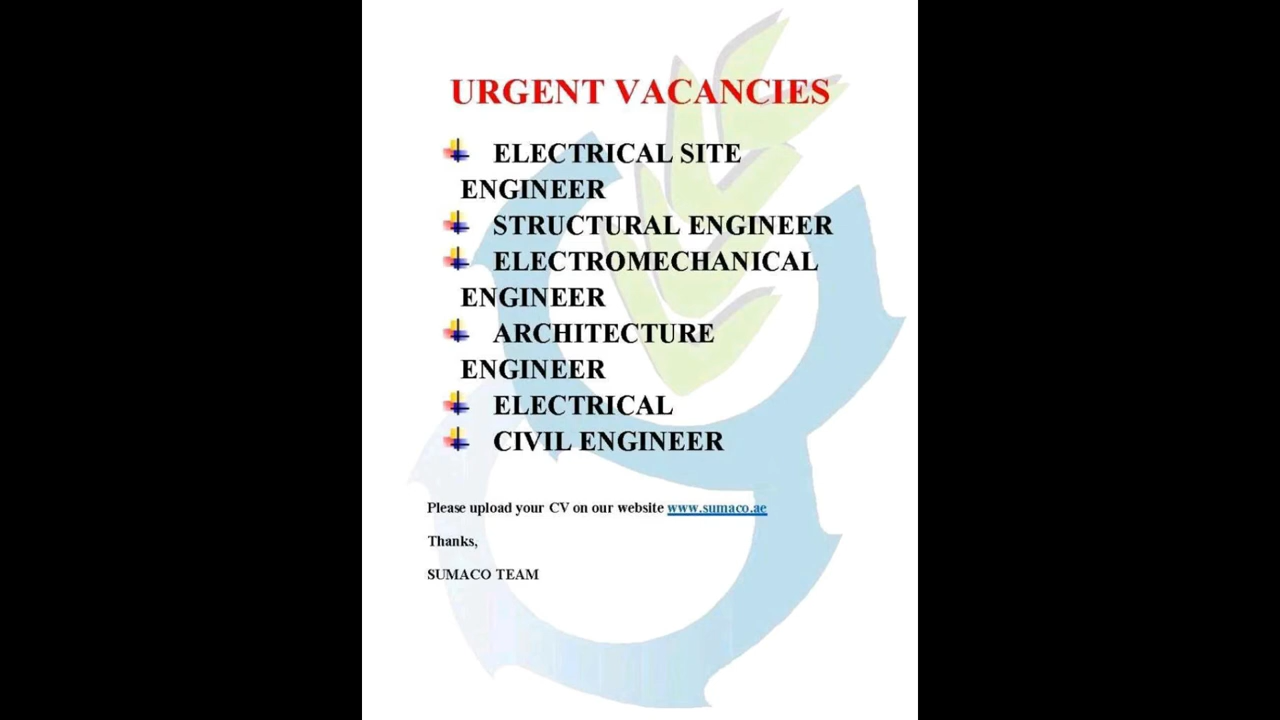 URGENT VACANCIES
ELECTRICAL SITE
ENGINEER
STRUCTURAL ENGINEER
ELECTROMECHANICAL
ENGINEER
ARCHITECTURE
ENGINEER
ELECTRICAL
CIVIL ENGINEER
Please upload your CV on our website www.sumaco.ae
Thanks,
SUMACO TEAM